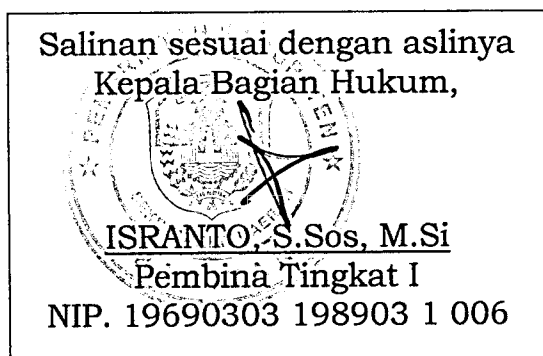 Salinan sesuai dengan aslinya
Kepala Bagian Hukum,
ISRANTO, S.Sos, M.Si
Pembina Tingkat I
NIP. 19690303 198903 1 006